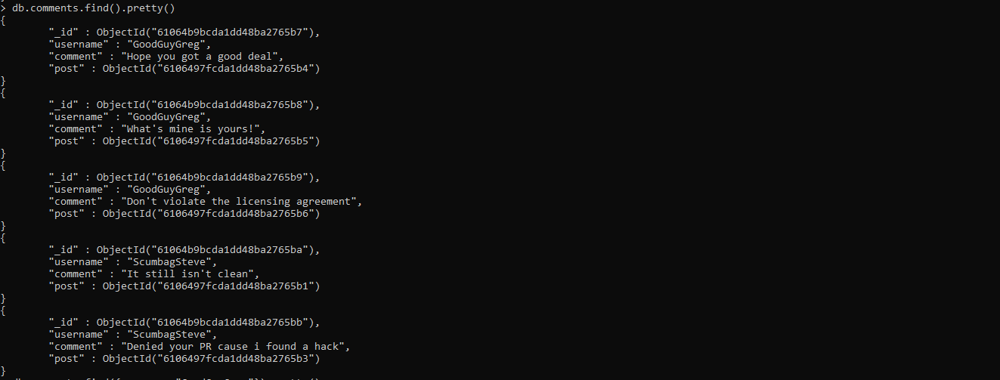 > db.comments.find().pretty()
{
"_id" : ObjectId("61064b9bcda1dd48ba2765b7"),
"username" : "GoodGuyGreg",
"comment" : "Hope you got a good deal",
"post" : ObjectId("6106497fcda1dd48ba2765b4")
}
{
"_id" : ObjectId("61064b9bcda1dd48ba2765b8"),
"username" : "GoodGuyGreg",
"comment" : "What's mine is yours!",
"post" : ObjectId("6106497fcda1dd48ba2765b5")
}
{
"_id" : ObjectId("61064b9bcda1dd48ba2765b9"),
"username" : "GoodGuyGreg",
"comment" : "Don't violate the licensing agreement",
"post" : ObjectId("6106497fcda1dd48ba2765b6")
}
{
"_id" : ObjectId("61064b9bcda1dd48ba2765ba"),
"username" : "ScumbagSteve",
"comment" : "It still isn't clean",
"post" : ObjectId("6106497fcda1dd48ba2765b1")
}
{
"_id" : ObjectId("61064b9bcda1dd48ba2765bb"),
"username" : "ScumbagSteve",
"comment" : "Denied your PR cause i found a hack",
"post" : ObjectId("6106497fcda1dd48ba2765b3")
}